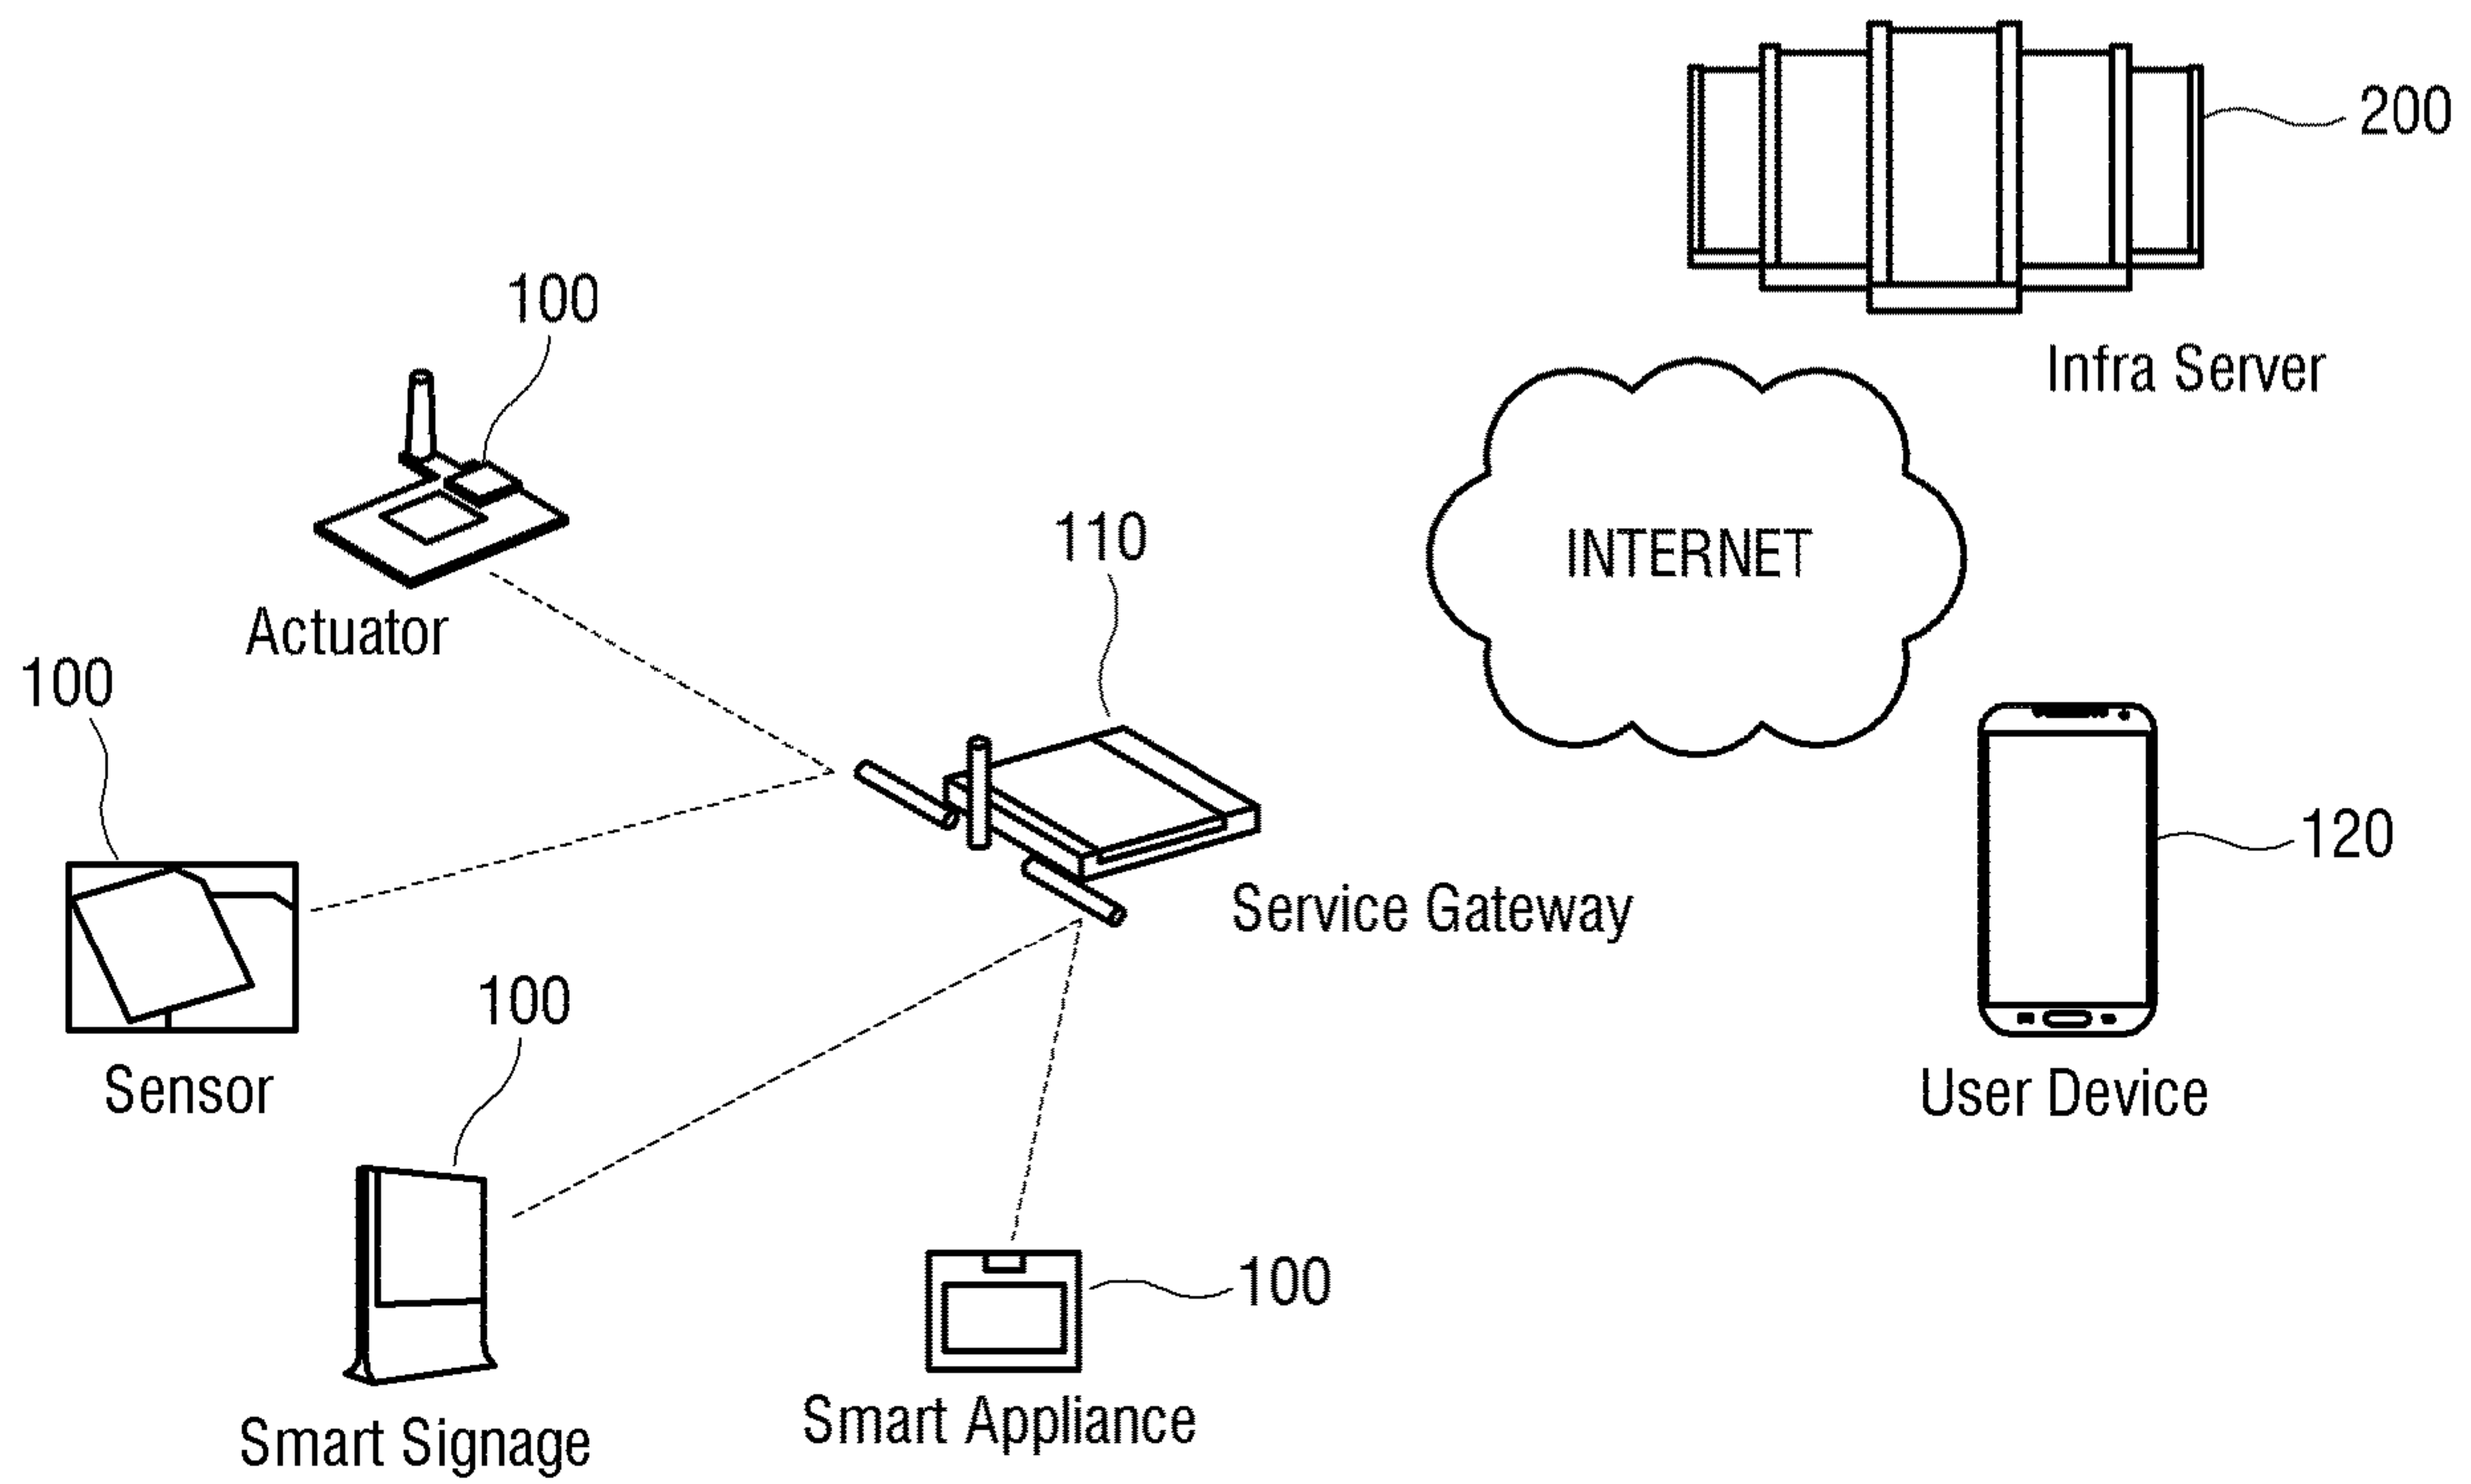 200
Infra Server
100
Actuator
INTERNET
110
Service Gateway
100
Sensor
120
User Device
100
Smart Signage
100
Smart Appliance